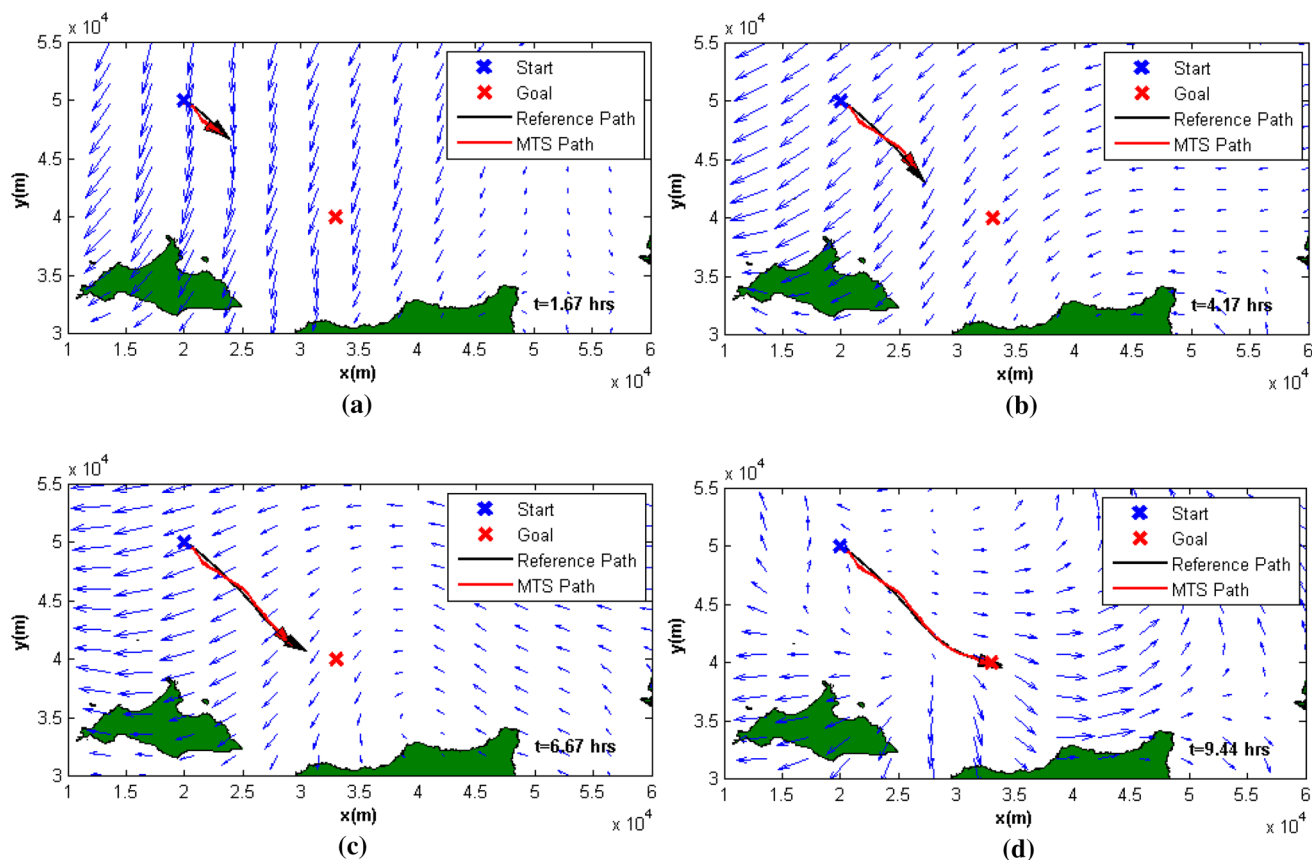 x 10^4
5.5
5
4.5
4
3.5
3
y(m)
Start
Goal
Reference Path
MTS Path
t=1.67 hrs
1 1.5 2 2.5 3 3.5 4 4.5 5 5.5 6
x(m)
x 10^4
(a)
x 10^4
5.5
5
4.5
4
3.5
3
y(m)
Start
Goal
Reference Path
MTS Path
t=4.17 hrs
1 1.5 2 2.5 3 3.5 4 4.5 5 5.5 6
x(m)
x 10^4
(b)
x 10^4
5.5
5
4.5
4
3.5
3
y(m)
Start
Goal
Reference Path
MTS Path
t=6.67 hrs
1 1.5 2 2.5 3 3.5 4 4.5 5 5.5 6
x(m)
x 10^4
(c)
x 10^4
5.5
5
4.5
4
3.5
3
y(m)
Start
Goal
Reference Path
MTS Path
t=9.44 hrs
1 1.5 2 2.5 3 3.5 4 4.5 5 5.5 6
x(m)
x 10^4
(d)